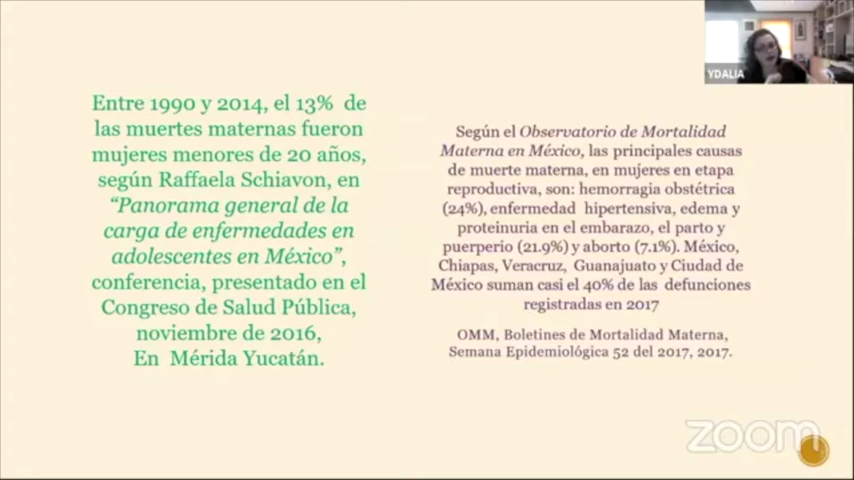 Entre 1990 y 2014, el 13% de
las muertes maternas fueron
mujeres menores de 20 años,
según Raffaela Schiavon, en
“Panorama general de la
carga de enfermedades en
adolescentes en México”,
conferencia, presentado en el
Congreso de Salud Pública,
noviembre de 2016,
En Mérida Yucatán.
Según el Observatorio de Mortalidad
Materna en México, las principales causas
de muerte materna, en mujeres en etapa
reproductiva, son: hemorragia obstétrica
(24%), enfermedad hipertensiva, edema y
proteinuria en el embarazo, el parto y
puerperio (21.9%) y aborto (7.1%). México,
Chiapas, Veracruz, Guanajuato y Ciudad de
México suman casi el 40% de las defunciones
registradas en 2017
OMM, Boletines de Mortalidad Materna,
Semana Epidemiológica 52 del 2017, 2017.
YDALIA
zoom